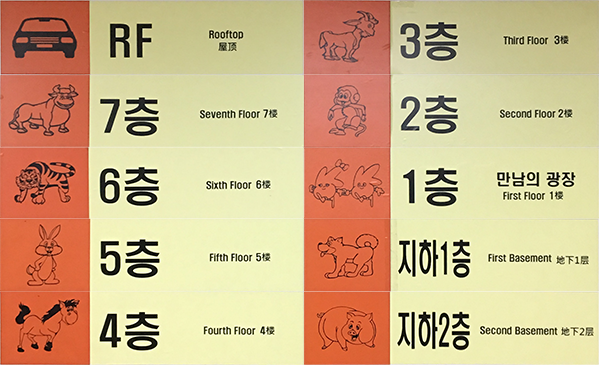 RF
Rooftop
屋顶
7층 Seventh Floor 7楼
6층 Sixth Floor 6楼
5층 Fifth Floor 5楼
4층 Fourth Floor 4楼
3층 Third Floor 3楼
2층 Second Floor 2楼
1층
만남의 광장
First Floor 1楼
지하1층 First Basement 地下1层
지하2층 Second Basement 地下2层